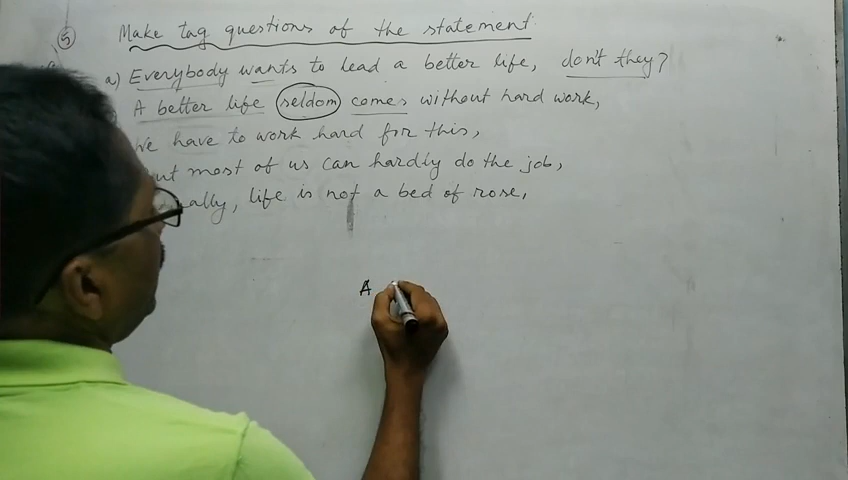 5 Make tag questions of the statement
a) Everybody wants to lead a better life, don't they?
A better life seldom comes without hard work,
We have to work hard for this,
most of us can hardly do the job,
life is not a bed of rose,
A